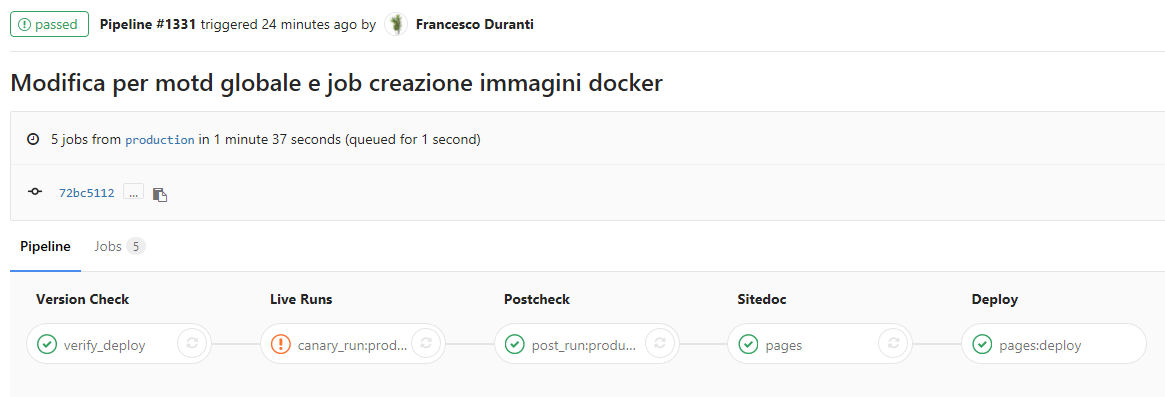 passed Pipeline #1331 triggered 24 minutes ago by Francesco Duranti
Modifica per motd globale e job creazione immagini docker
5 jobs from production in 1 minute 37 seconds (queued for 1 second)
72bc5112 ...
Pipeline Jobs 5
Version Check Live Runs Postcheck Sitedoc Deploy
verify_deploy canary_run:prod... post_run:produ... pages pages:deploy